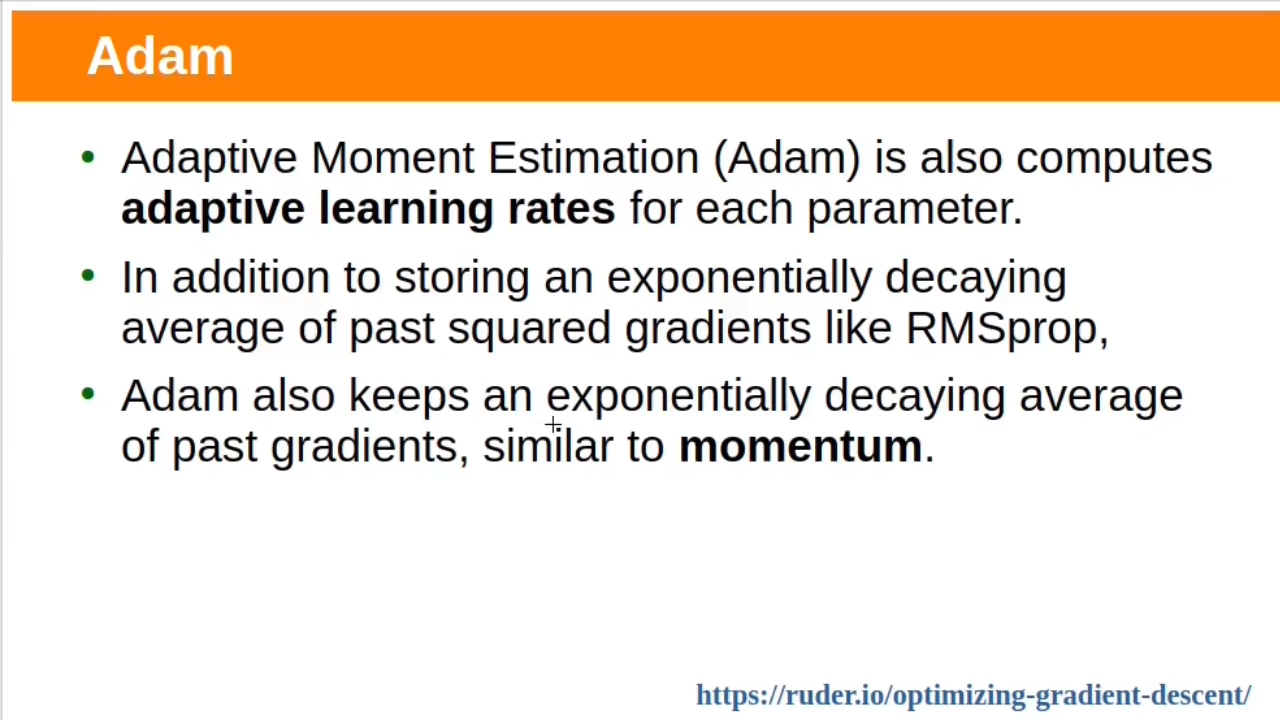 Adam
• Adaptive Moment Estimation (Adam) is also computes
adaptive learning rates for each parameter.
• In addition to storing an exponentially decaying
average of past squared gradients like RMSprop,
• Adam also keeps an exponentially decaying average
of past gradients, similar to momentum.
https://ruder.io/optimizing-gradient-descent/